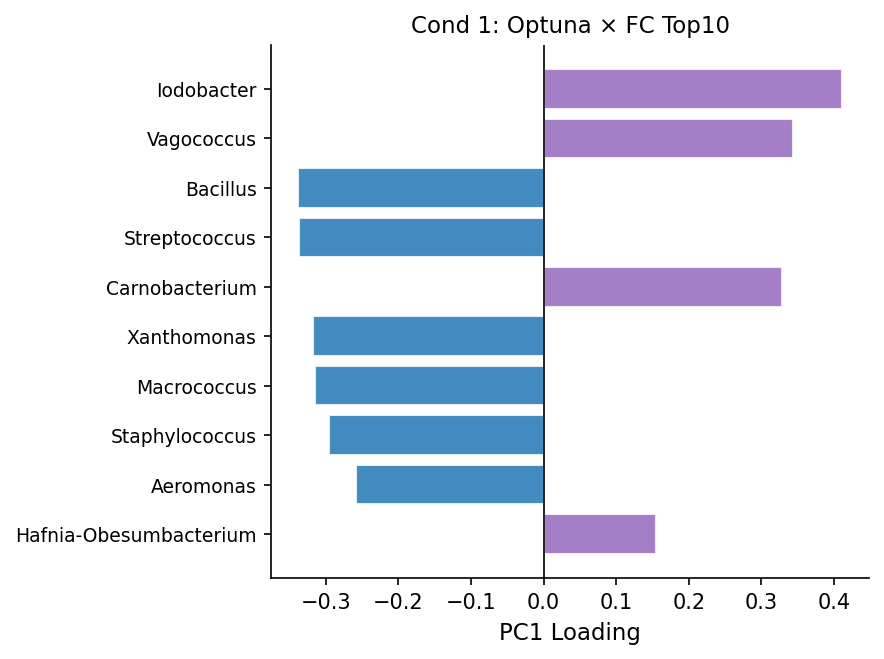 Cond 1: Optuna × FC Top10
Iodobacter
Vagococcus
Bacillus
Streptococcus
Carnobacterium
Xanthomonas
Macrococcus
Staphylococcus
Aeromonas
Hafnia-Obesumbacterium
−0.3 −0.2 −0.1 0.0 0.1 0.2 0.3 0.4
PC1 Loading